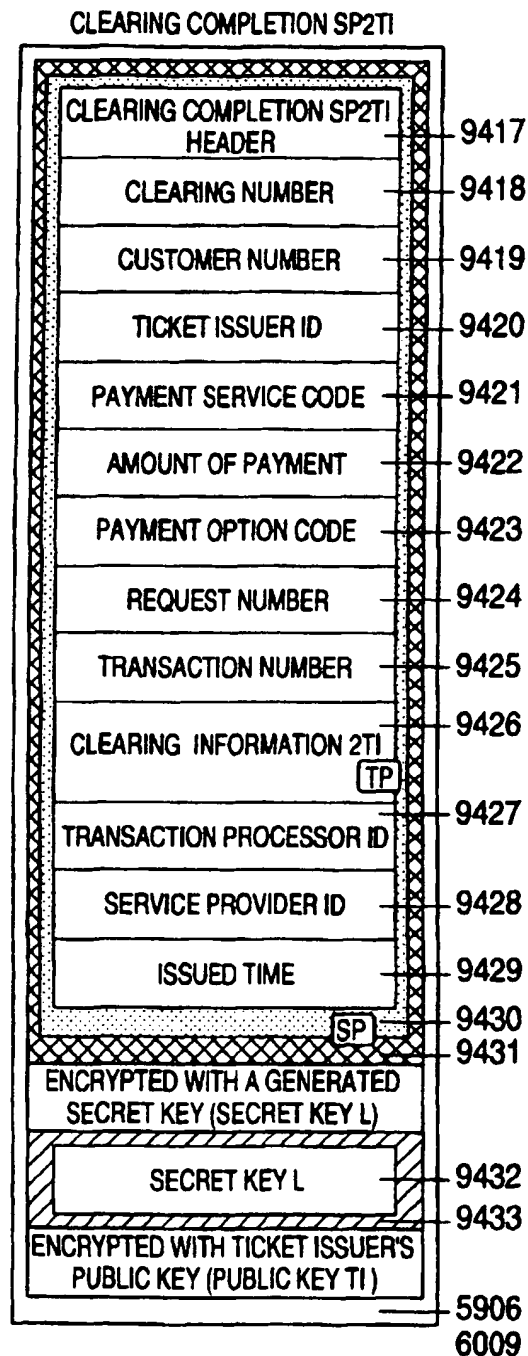 CLEARING COMPLETION SP2TI
CLEARING COMPLETION SP2TI
HEADER
9417
CLEARING NUMBER
9418
CUSTOMER NUMBER
9419
TICKET ISSUER ID
9420
PAYMENT SERVICE CODE
9421
AMOUNT OF PAYMENT
9422
PAYMENT OPTION CODE
9423
REQUEST NUMBER
9424
TRANSACTION NUMBER
9425
9426
CLEARING INFORMATION 2TI
TP
9427
TRANSACTION PROCESSOR ID
SERVICE PROVIDER ID
9428
ISSUED TIME
9429
SP
9430
9431
ENCRYPTED WITH A GENERATED
SECRET KEY (SECRET KEY L)
SECRET KEY L
9432
9433
ENCRYPTED WITH TICKET ISSUER'S
PUBLIC KEY (PUBLIC KEY TI )
5906
6009